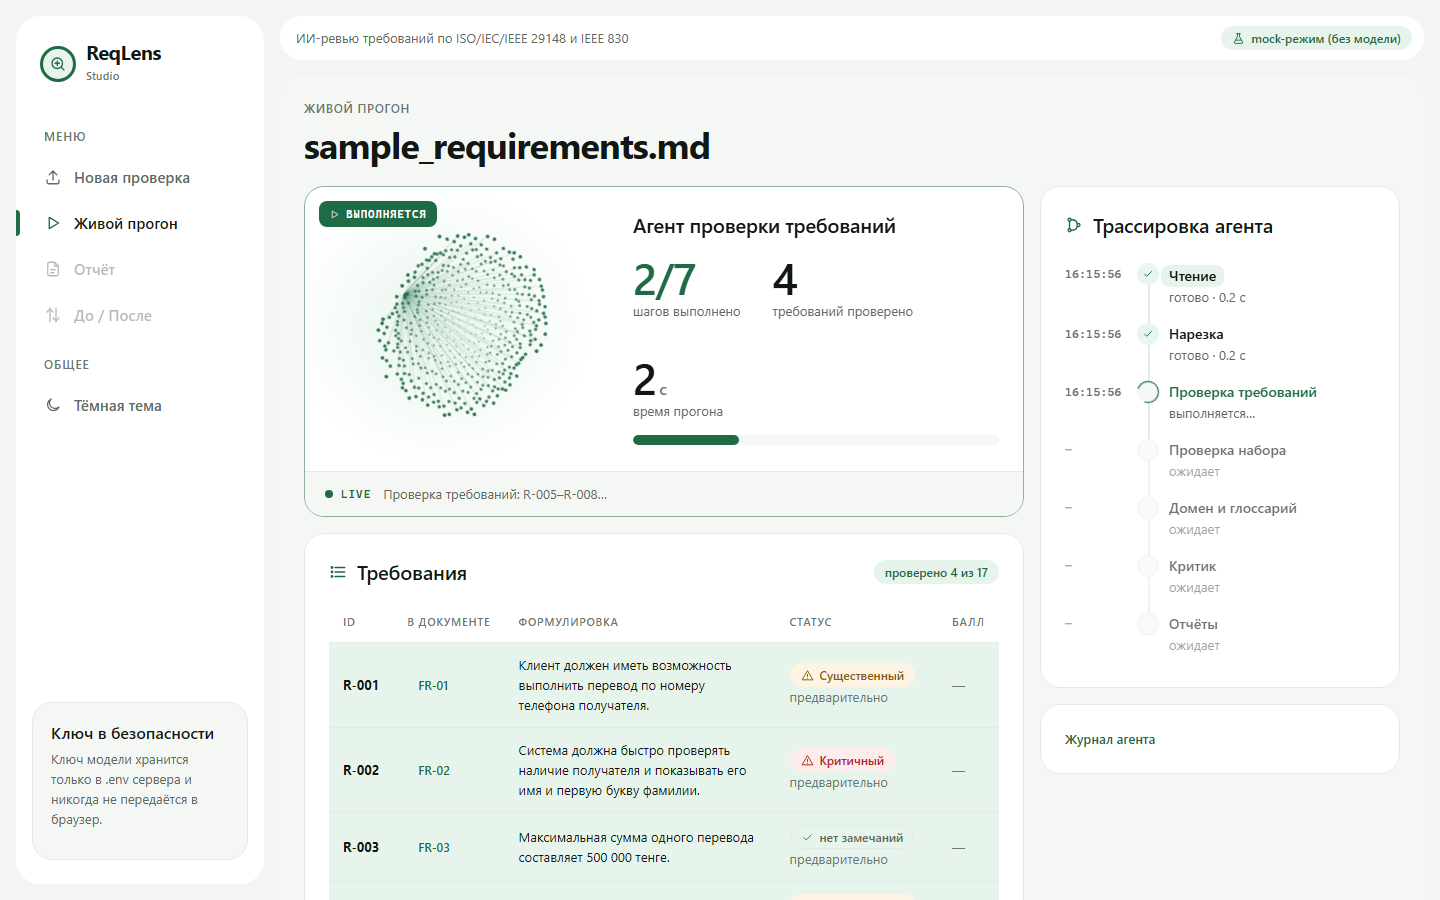 ReqLens
Studio
МЕНЮ
Новая проверка
Живой прогон
Отчёт
До / После
ОБЩЕЕ
Тёмная тема
Ключ в безопасности
Ключ модели хранится
только в .env сервера и
никогда не передаётся в
браузер.
ИИ-ревью требований по ISO/IEC/IEEE 29148 и IEEE 830
mock-режим (без модели)
ЖИВОЙ ПРОГОН
sample_requirements.md
ВЫПОЛНЯЕТСЯ
Агент проверки требований
2/7
шагов выполнено
4
требований проверено
2 с
время прогона
LIVE Проверка требований: R-005–R-008...
Требования
проверено 4 из 17
ID В ДОКУМЕНТЕ ФОРМУЛИРОВКА СТАТУС БАЛЛ
R-001 FR-01
Клиент должен иметь возможность
выполнить перевод по номеру
телефона получателя.
Существенный
предварительно
—
R-002 FR-02
Система должна быстро проверять
наличие получателя и показывать его
имя и первую букву фамилии.
Критичный
предварительно
—
R-003 FR-03
Максимальная сумма одного перевода
составляет 500 000 тенге.
нет замечаний
предварительно
—
Трассировка агента
16:15:56 Чтение
готово · 0.2 с
16:15:56 Нарезка
готово · 0.2 с
16:15:56 Проверка требований
выполняется...
– Проверка набора
ожидает
– Домен и глоссарий
ожидает
– Критик
ожидает
– Отчёты
ожидает
Журнал агента